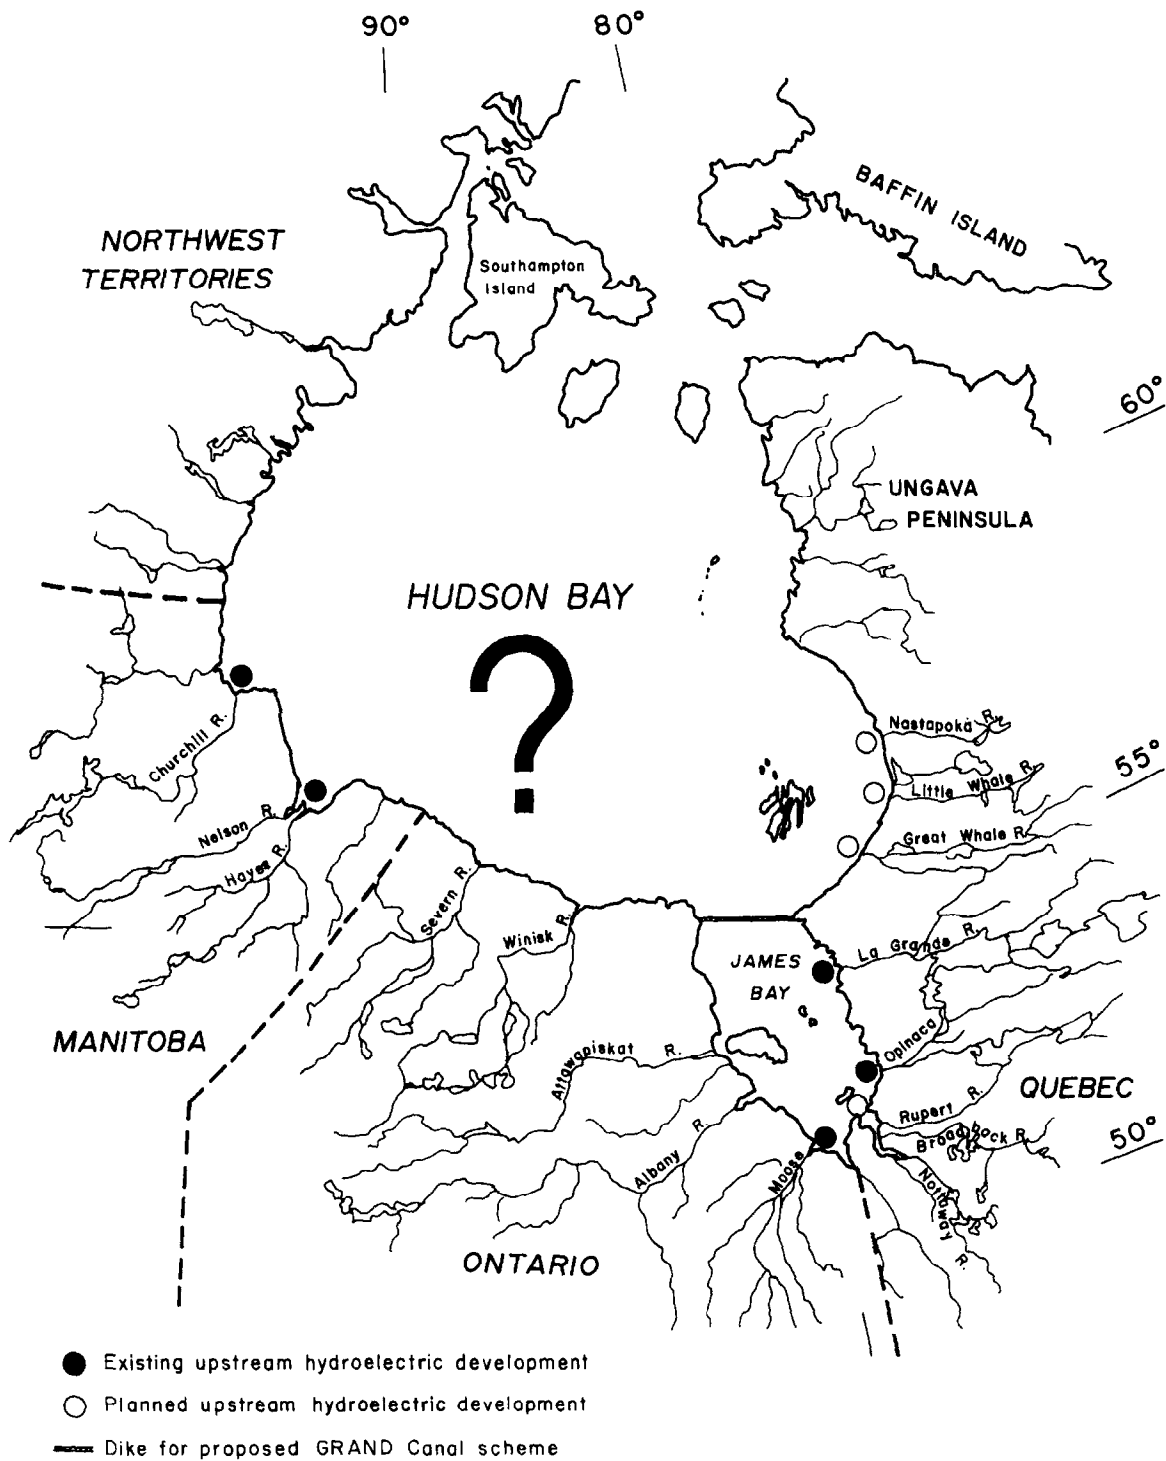 90°
80°
BAFFIN ISLAND
NORTHWEST
TERRITORIES
Southampton
Island
60°
UNGAVA
PENINSULA
HUDSON BAY
?
Nastapoka R.
Little Whale R.
55°
Churchill R.
Nelson R.
Great Whale R.
Hayes R.
Severn R.
Winisk R.
La Grande R.
JAMES
BAY
MANITOBA
Opinaca
Attawapiskat R.
QUEBEC
Rupert R.
Broadback R.
50°
Albany R.
Moose
Nottaway R.
ONTARIO
Existing upstream hydroelectric development
Planned upstream hydroelectric development
Dike for proposed GRAND Canal scheme